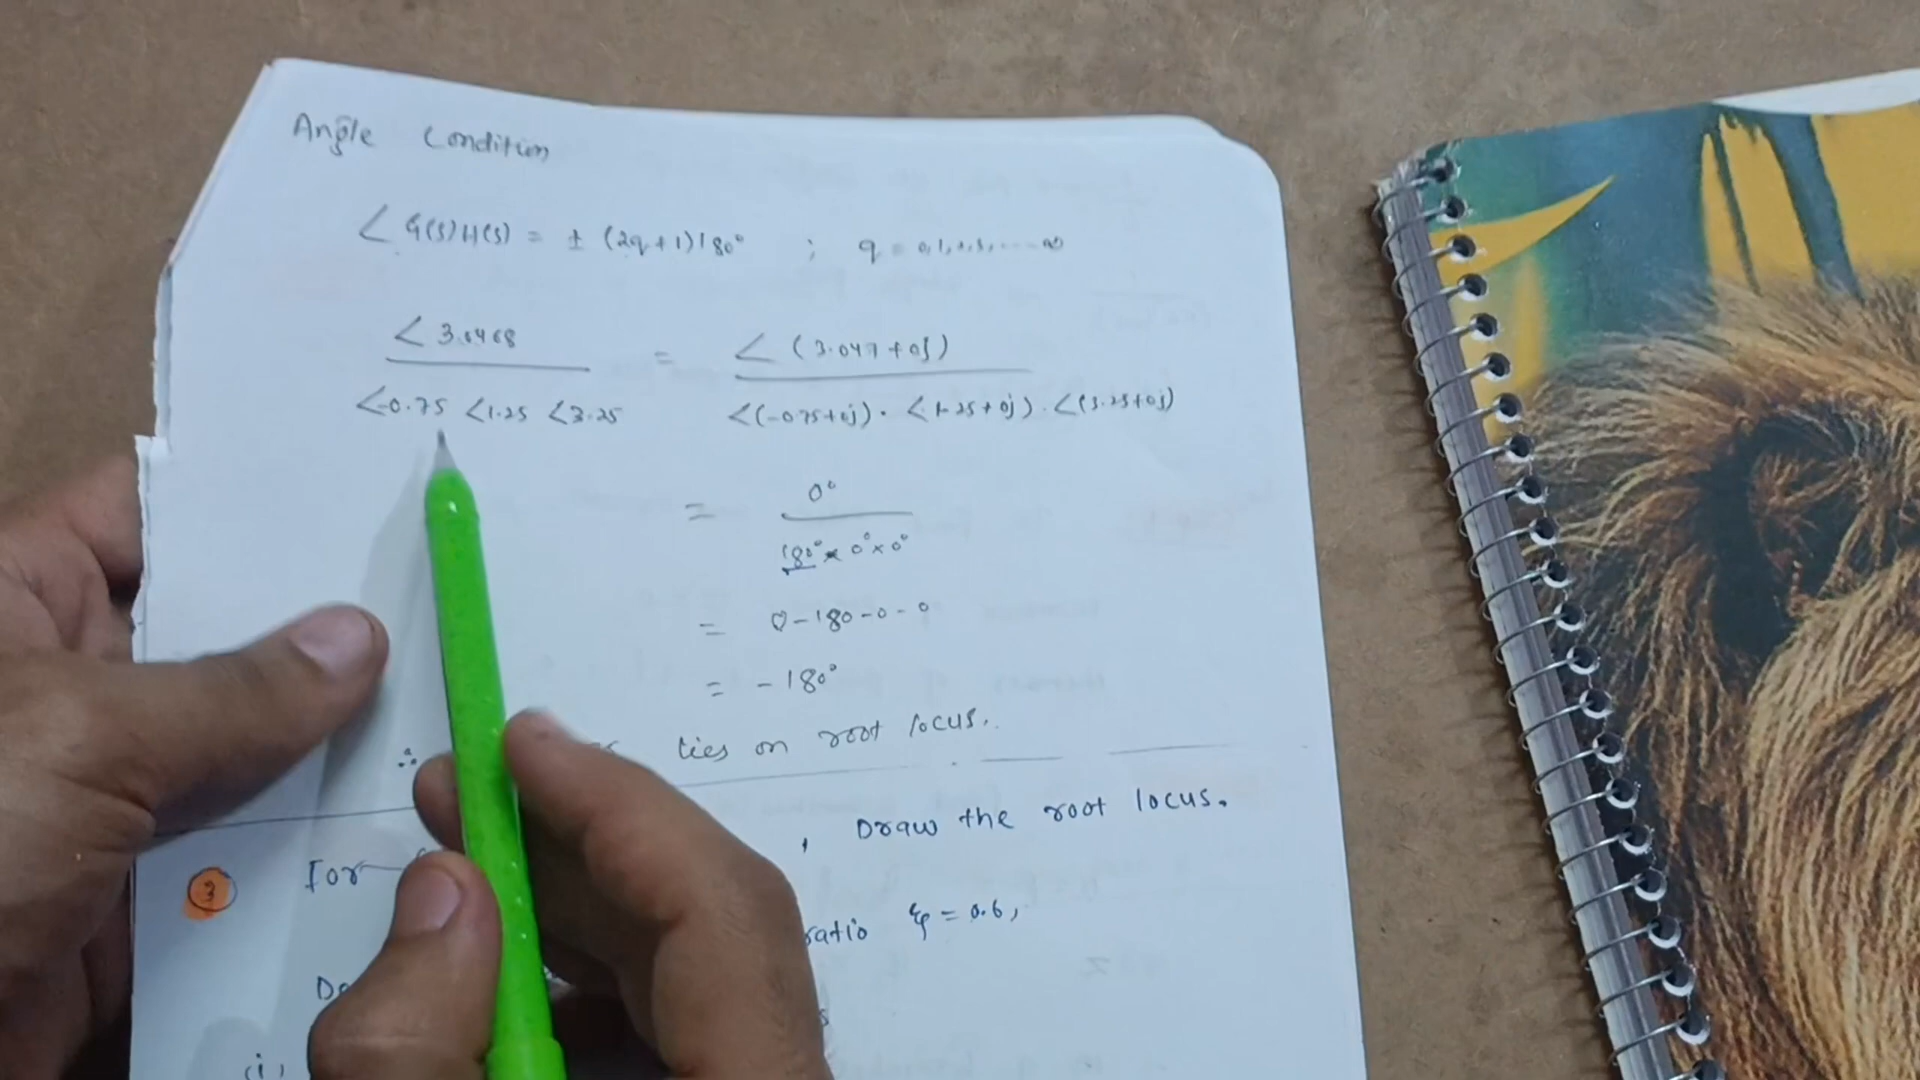 Angle Condition
∠ G(s)H(s) = ± (2q+1)180° ; q = 0,1,2,3,.....∞
∠ 3.0468 = ∠ (3.047+0j)
∠-0.75 ∠1.25 ∠3.25 ∠(-0.75+0j) . ∠(1.25+0j) . ∠(3.25+0j)
= 0°
180° × 0° × 0°
= 0-180-0-0
= -180°
∴ lies on root locus.
3 For , Draw the root locus.
ratio ξ = 0.6,
(i)